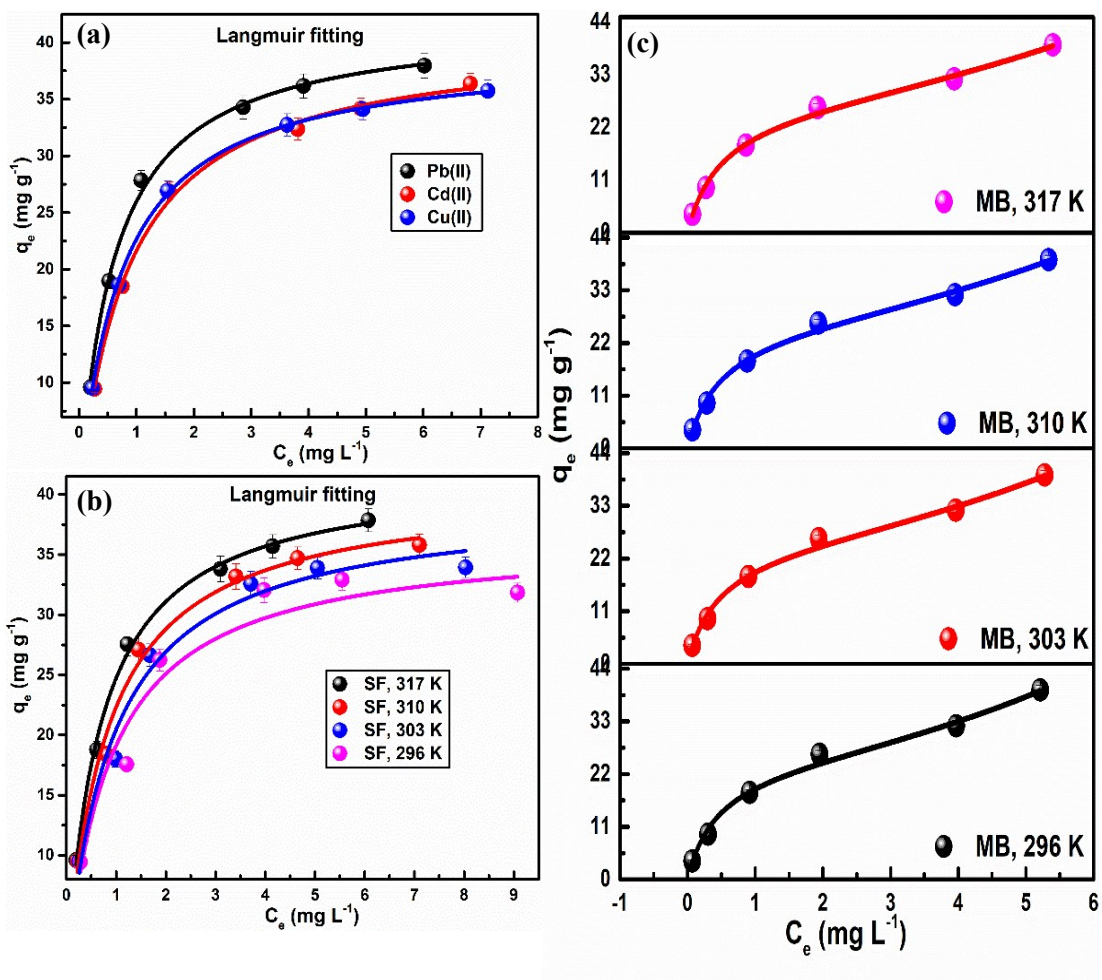 (a)
Langmuir fitting
40
35
30
25
20
15
10
qₑ (mg g⁻¹)
Pb(II)
Cd(II)
Cu(II)
0 1 2 3 4 5 6 7 8
Cₑ (mg L⁻¹)
(b)
Langmuir fitting
40
35
30
25
20
15
10
qₑ (mg g⁻¹)
SF, 317 K
SF, 310 K
SF, 303 K
SF, 296 K
0 1 2 3 4 5 6 7 8 9
Cₑ (mg L⁻¹)
(c)
44
33
22
11
0
MB, 317 K
44
33
22
11
0
MB, 310 K
qₑ (mg g⁻¹)
44
33
22
11
0
MB, 303 K
44
33
22
11
0
MB, 296 K
-1 0 1 2 3 4 5 6
Cₑ (mg L⁻¹)